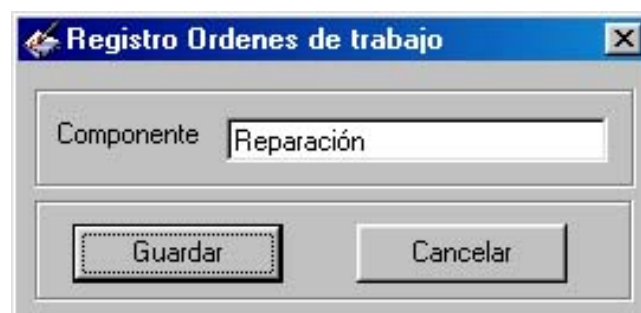 Registro Ordenes de trabajo
Componente Reparación
Guardar Cancelar